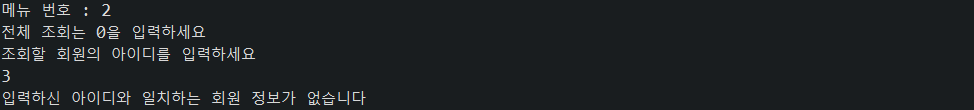 메뉴 번호 : 2
전체 조회는 0을 입력하세요
조회할 회원의 아이디를 입력하세요
3
입력하신 아이디와 일치하는 회원 정보가 없습니다